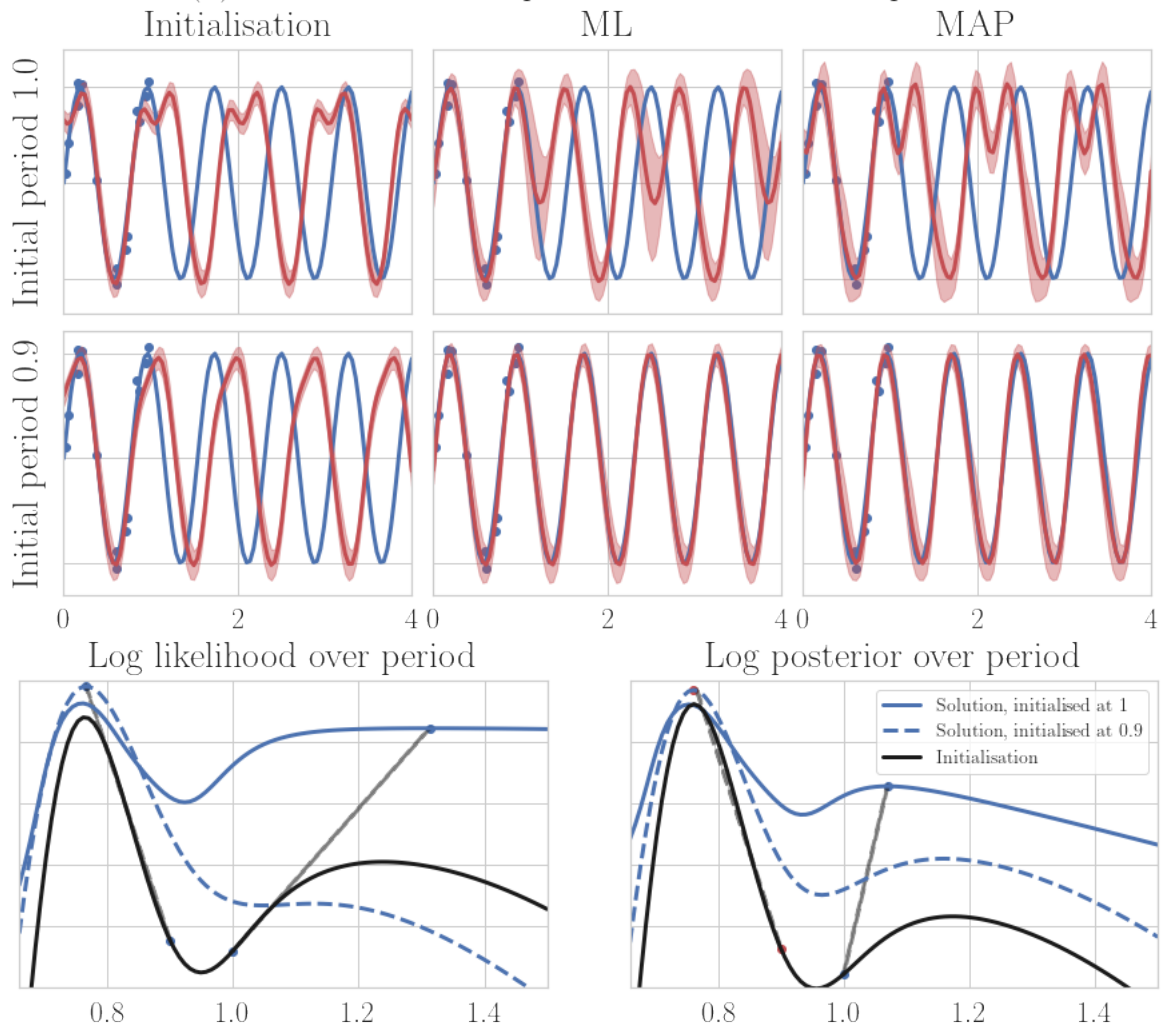 Initialisation ML MAP
Initial period 1.0
Initial period 0.9
0 2 4 0 2 4 0 2 4
Log likelihood over period Log posterior over period
Solution, initialised at 1
Solution, initialised at 0.9
Initialisation
0.8 1.0 1.2 1.4 0.8 1.0 1.2 1.4